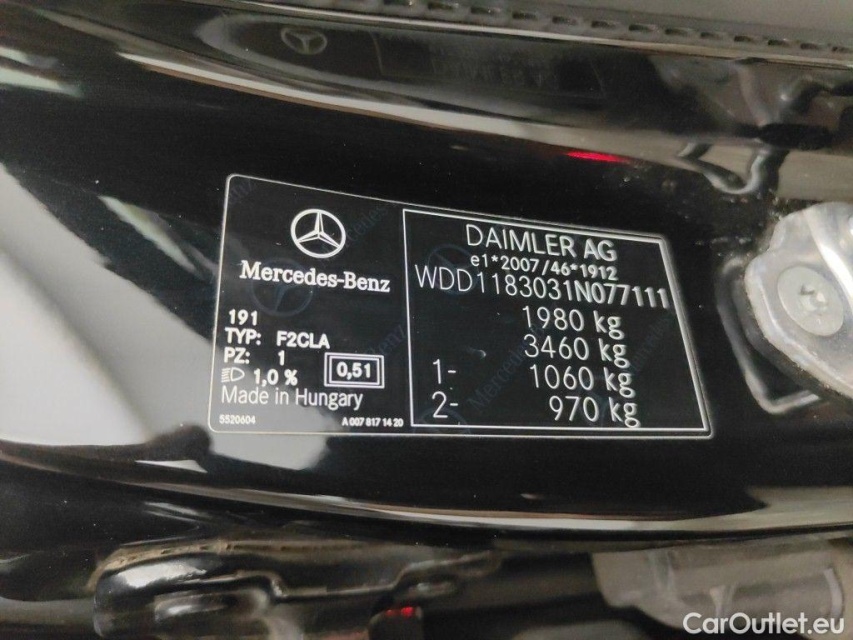 Mercedes-Benz
191
TYP: F2CLA
PZ: 1
1,0 %
0,51
Made in Hungary
5520604
A 007 817 14 20
DAIMLER AG
e1*2007/46*1912
WDD1183031N077111
1980 kg
3460 kg
1- 1060 kg
2- 970 kg
CarOutlet.eu